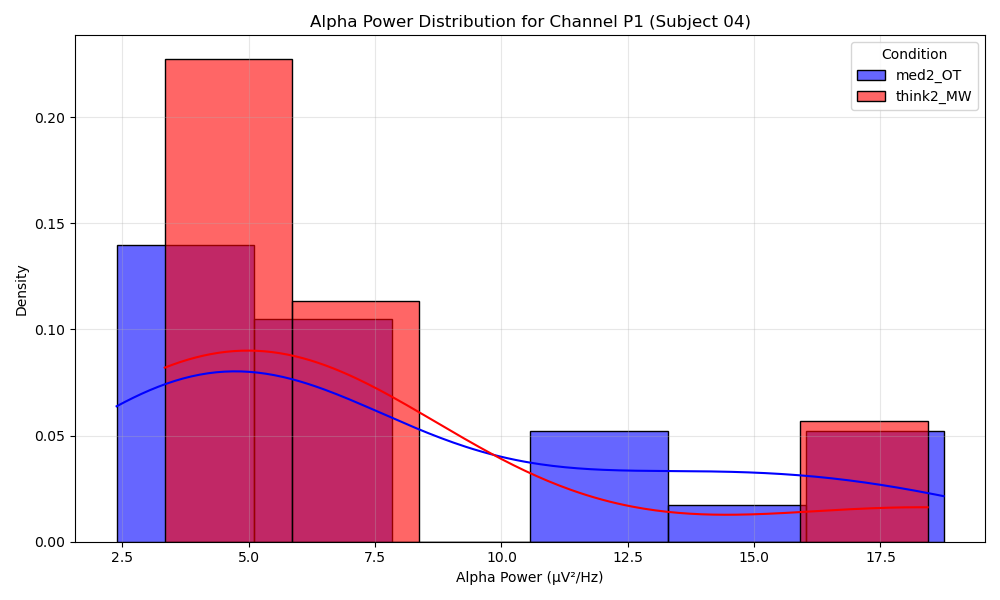 Alpha Power Distribution for Channel P1 (Subject 04)
Condition
med2_OT
think2_MW
Density
0.20
0.15
0.10
0.05
0.00
2.5 5.0 7.5 10.0 12.5 15.0 17.5
Alpha Power (μV²/Hz)